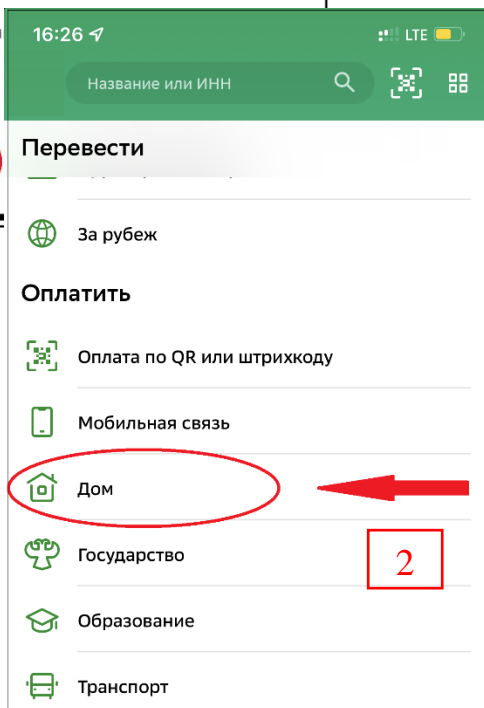 16:26
LTE
Название или ИНН
Перевести
За рубеж
Оплатить
Оплата по QR или штрихкоду
Мобильная связь
Дом
Государство
2
Образование
Транспорт